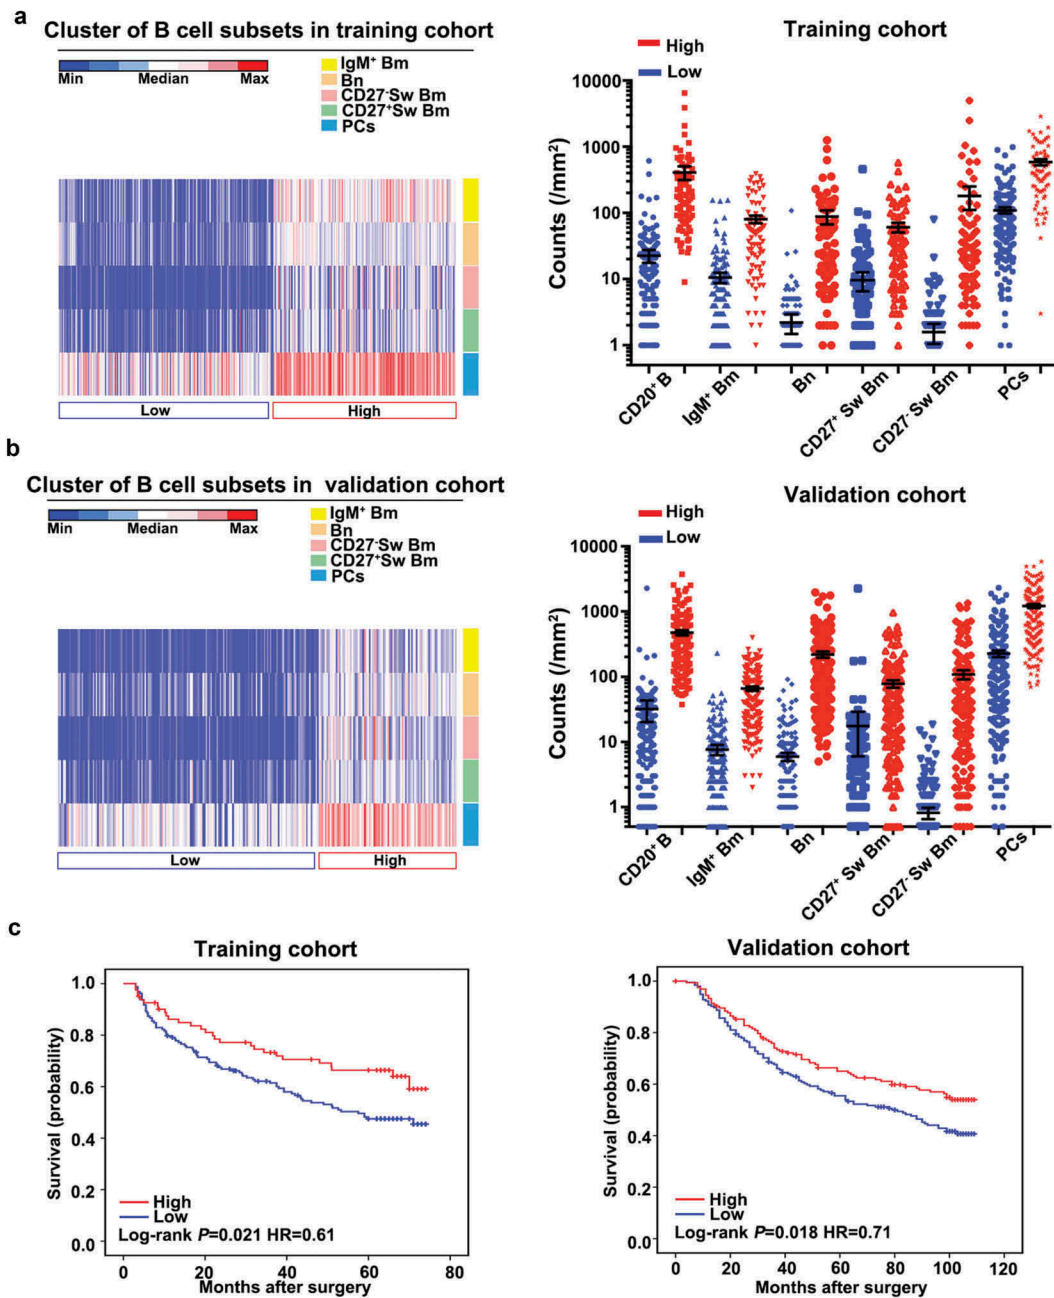 a
Cluster of B cell subsets in training cohort
Min Median Max
IgM⁺ Bm
Bn
CD27⁻Sw Bm
CD27⁺Sw Bm
PCs
Low High
Training cohort
High
Low
Counts (/mm²)
10000
1000
100
10
1
CD20⁺ B
IgM⁺ Bm
Bn
CD27⁺ Sw Bm
CD27⁻ Sw Bm
PCs
b
Cluster of B cell subsets in validation cohort
Min Median Max
IgM⁺ Bm
Bn
CD27⁻Sw Bm
CD27⁺Sw Bm
PCs
Low High
Validation cohort
High
Low
Counts (/mm²)
10000
1000
100
10
1
CD20⁺ B
IgM⁺ Bm
Bn
CD27⁺ Sw Bm
CD27⁻ Sw Bm
PCs
c
Training cohort
Survival (probability)
1.0
0.8
0.6
0.4
0.2
0.0
High
Low
Log-rank P=0.021 HR=0.61
0 20 40 60 80
Months after surgery
Validation cohort
Survival (probability)
1.0
0.8
0.6
0.4
0.2
0.0
High
Low
Log-rank P=0.018 HR=0.71
0 20 40 60 80 100 120
Months after surgery